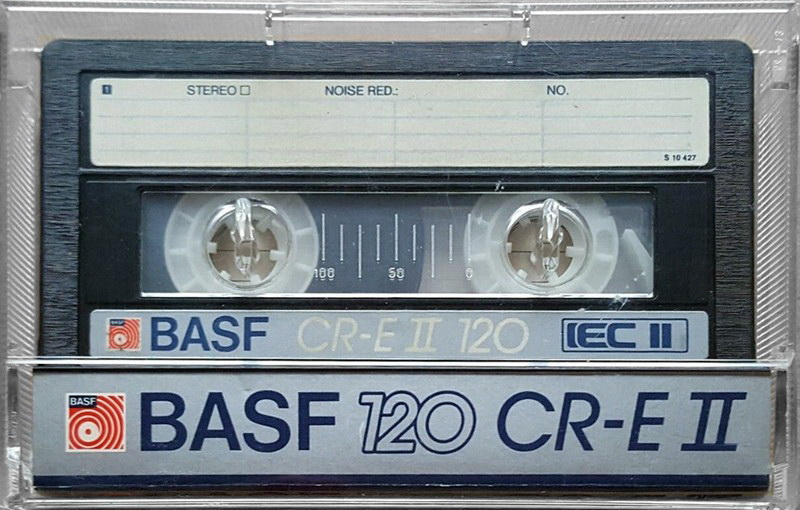 1 STEREO NOISE RED.: NO.
S 10 427
100 50 0
BASF BASF CR-E II 120 IEC II
BASF BASF 120 CR-E II